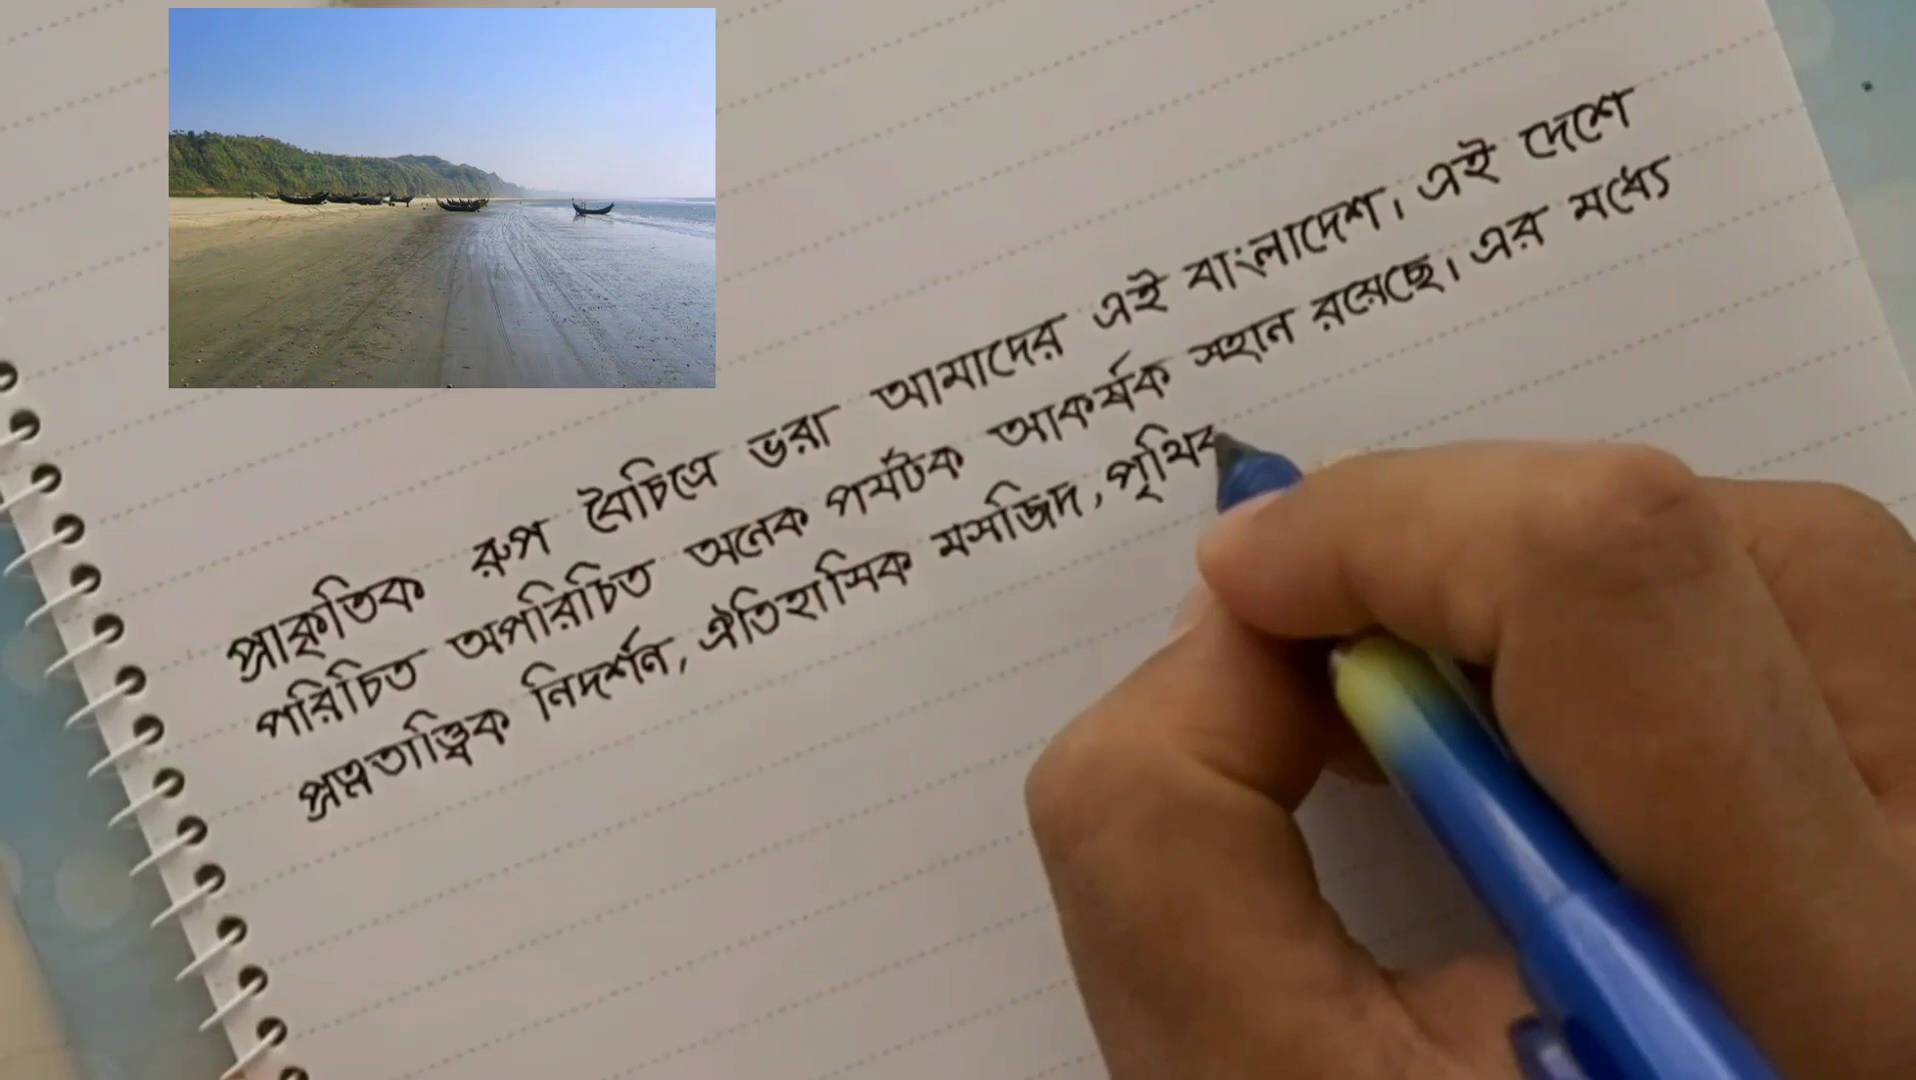 প্রাকৃতিক রুপ বৈচিত্রে ভরা আমাদের এই বাংলাদেশ। এই দেশে
পরিচিত অপরিচিত অনেক পর্যটক আকর্ষক স্হান রয়েছে। এর মধ্যে
প্রত্নতাত্ত্বিক নিদর্শন, ঐতিহাসিক মসজিদ, পৃথিব